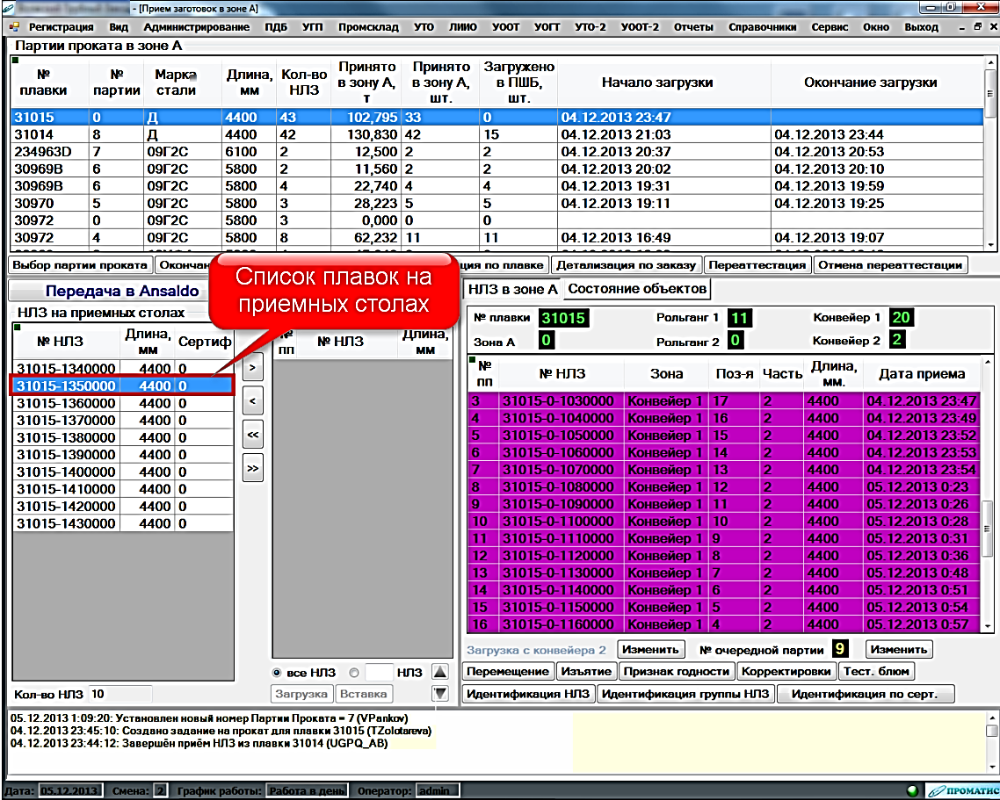 - [Прием заготовок в зоне А]
Регистрация Вид Администрирование ПДБ УГП Промсклад УТО ЛИИО УООТ УОГТ УТО-2 УООТ-2 Отчеты Справочники Сервис Окно Выход
Партии проката в зоне А
№ плавки № партии Марка стали Длина, мм Кол-во НЛЗ Принято в зону А, т Принято в зону А, шт. Загружено в ПШБ, шт. Начало загрузки Окончание загрузки
31015 0 Д 4400 43 102,795 33 0 04.12.2013 23:47
31014 8 Д 4400 42 130,830 42 15 04.12.2013 21:03 04.12.2013 23:44
234963D 7 09Г2С 6100 2 12,500 2 2 04.12.2013 20:37 04.12.2013 20:53
30969В 6 09Г2С 5800 2 11,560 2 2 04.12.2013 20:02 04.12.2013 20:10
30969В 6 09Г2С 5800 4 22,740 4 4 04.12.2013 19:31 04.12.2013 19:59
30970 5 09Г2С 5800 3 28,223 5 5 04.12.2013 19:11 04.12.2013 19:25
30972 0 09Г2С 5800 3 0,000 0 0
30972 4 09Г2С 5800 8 62,232 11 11 04.12.2013 16:49 04.12.2013 19:07
Выбор партии проката Окончан ция по плавке Детализация по заказу Переаттестация Отмена переаттестации
Список плавок на
приемных столах
Передача в Ansaldo
НЛЗ на приемных столах
№ НЛЗ Длина, мм Сертиф
31015-1340000 4400 0
31015-1350000 4400 0
31015-1360000 4400 0
31015-1370000 4400 0
31015-1380000 4400 0
31015-1390000 4400 0
31015-1400000 4400 0
31015-1410000 4400 0
31015-1420000 4400 0
31015-1430000 4400 0
Кол-во НЛЗ 10
>
<
<<
>>
№ пп № НЛЗ Длина, мм
все НЛЗ НЛЗ
Загрузка Вставка
НЛЗ в зоне А Состояние объектов
№ плавки 31015 Рольганг 1 11 Конвейер 1 20
Зона А 0 Рольганг 2 0 Конвейер 2 2
№ пп № НЛЗ Зона Поз-я Часть Длина, мм. Дата приема
3 31015-0-1030000 Конвейер 1 17 2 4400 04.12.2013 23:47
4 31015-0-1040000 Конвейер 1 16 2 4400 04.12.2013 23:49
5 31015-0-1050000 Конвейер 1 15 2 4400 04.12.2013 23:52
6 31015-0-1060000 Конвейер 1 14 2 4400 04.12.2013 23:53
7 31015-0-1070000 Конвейер 1 13 2 4400 04.12.2013 23:54
8 31015-0-1080000 Конвейер 1 12 2 4400 05.12.2013 0:23
9 31015-0-1090000 Конвейер 1 11 2 4400 05.12.2013 0:26
10 31015-0-1100000 Конвейер 1 10 2 4400 05.12.2013 0:28
11 31015-0-1110000 Конвейер 1 9 2 4400 05.12.2013 0:31
12 31015-0-1120000 Конвейер 1 8 2 4400 05.12.2013 0:36
13 31015-0-1130000 Конвейер 1 7 2 4400 05.12.2013 0:48
14 31015-0-1140000 Конвейер 1 6 2 4400 05.12.2013 0:51
15 31015-0-1150000 Конвейер 1 5 2 4400 05.12.2013 0:54
16 31015-0-1160000 Конвейер 1 4 2 4400 05.12.2013 0:57
Загрузка с конвейера 2 Изменить № очередной партии 9 Изменить
Перемещение Изъятие Признак годности Корректировки Тест. блюм
Идентификация НЛЗ Идентификация группы НЛЗ Идентификация по серт.
05.12.2013 1:09:20: Установлен новый номер Партии Проката = 7 (VPankov)
04.12.2013 23:45:10: Создано задание на прокат для плавки 31015 (TZolotareva)
04.12.2013 23:44:12: Завершён приём НЛЗ из плавки 31014 (UGPQ_AB)
Дата: 05.12.2013 Смена: 2 График работы: Работа в день Оператор: admin ПРОМАТИС